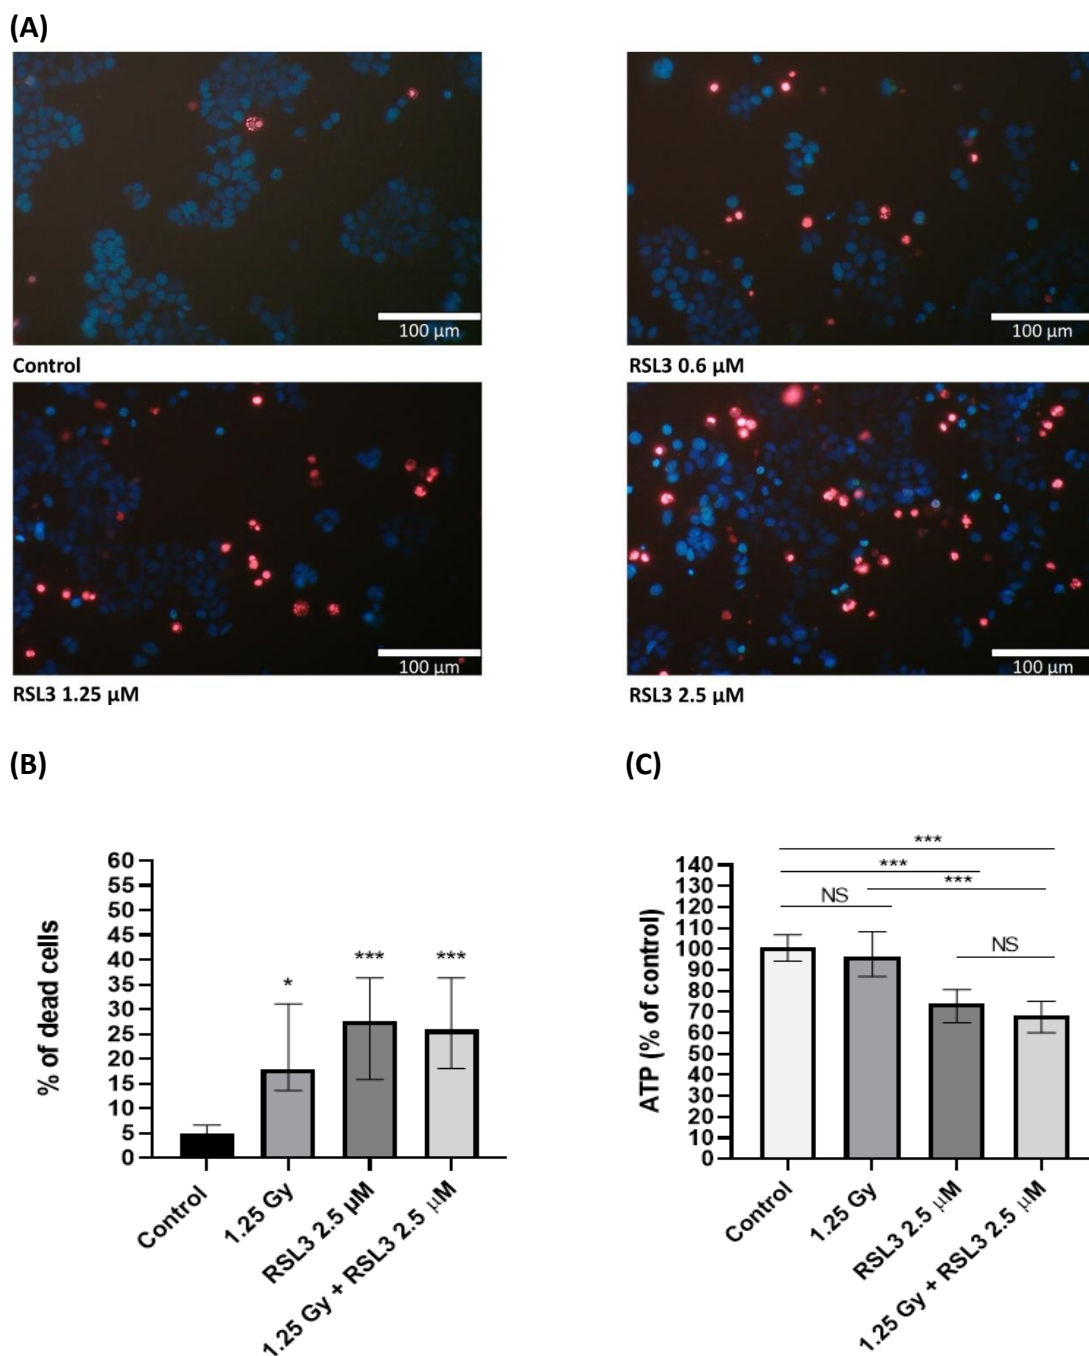 (A)
100 µm
100 µm
Control
RSL3 0.6 µM
100 µm
100 µm
RSL3 1.25 µM
RSL3 2.5 µM
(B)
(C)
% of dead cells
60
55
50
45
40
35
30
25
20
15
10
5
0
*
***
***
Control
1.25 Gy
RSL3 2.5 µM
1.25 Gy + RSL3 2.5 µM
ATP (% of control)
140
130
120
110
100
90
80
70
60
50
40
30
20
10
0
***
***
***
NS
NS
Control
1.25 Gy
RSL3 2.5 µM
1.25 Gy + RSL3 2.5 µM